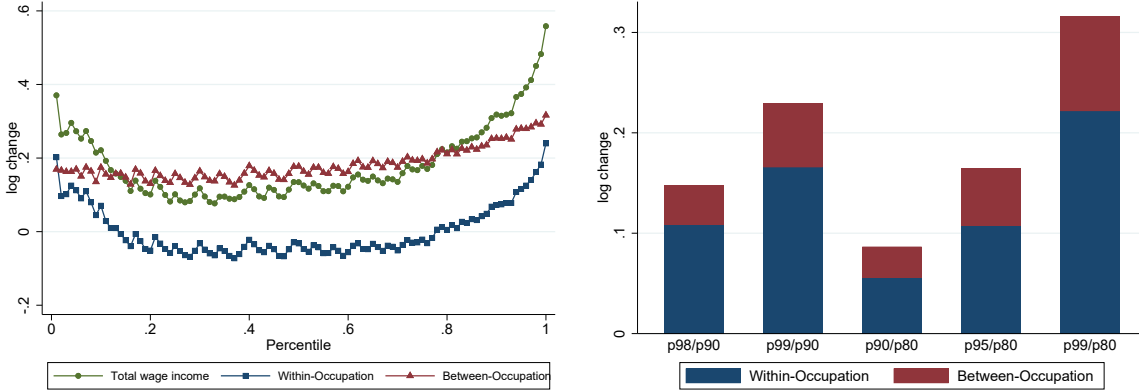 log change
.6
.4
.2
0
-.2
0
.2
.4
.6
.8
1
Percentile
Total wage income
Within-Occupation
Between-Occupation
log change
.3
.2
.1
0
p98/p90
p99/p90
p90/p80
p95/p80
p99/p80
Within-Occupation
Between-Occupation